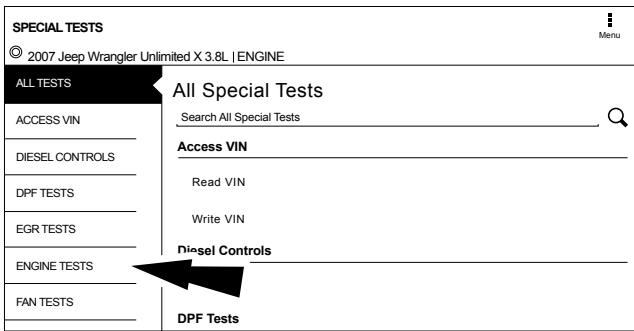 SPECIAL TESTS
Menu
2007 Jeep Wrangler Unlimited X 3.8L | ENGINE
ALL TESTS
ACCESS VIN
DIESEL CONTROLS
DPF TESTS
EGR TESTS
ENGINE TESTS
FAN TESTS
All Special Tests
Search All Special Tests
Access VIN
Read VIN
Write VIN
Diesel Controls
DPF Tests